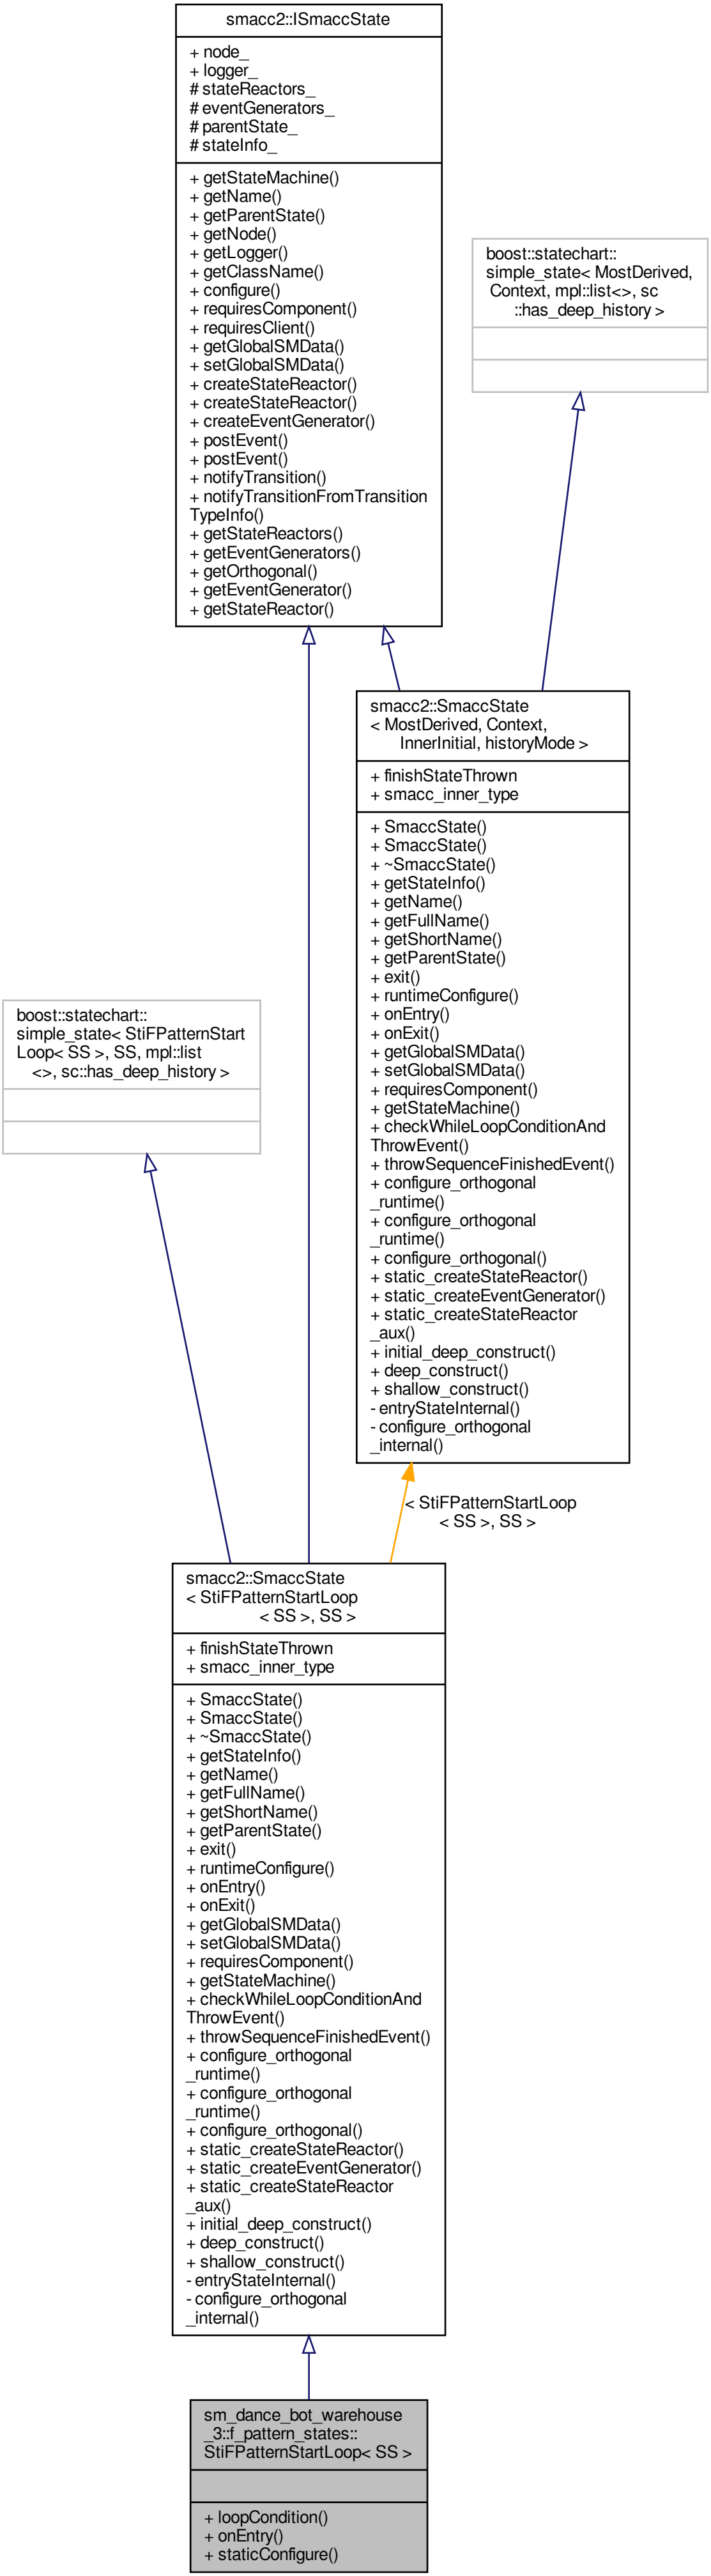 smacc2::ISmaccState
+ node_
+ logger_
# stateReactors_
# eventGenerators_
# parentState_
# stateInfo_
+ getStateMachine()
+ getName()
+ getParentState()
+ getNode()
+ getLogger()
+ getClassName()
+ configure()
+ requiresComponent()
+ requiresClient()
+ getGlobalSMData()
+ setGlobalSMData()
+ createStateReactor()
+ createStateReactor()
+ createEventGenerator()
+ postEvent()
+ postEvent()
+ notifyTransition()
+ notifyTransitionFromTransition
TypeInfo()
+ getStateReactors()
+ getEventGenerators()
+ getOrthogonal()
+ getEventGenerator()
+ getStateReactor()
boost::statechart::
simple_state< MostDerived,
Context, mpl::list<>, sc
::has_deep_history >
smacc2::SmaccState
< MostDerived, Context,
InnerInitial, historyMode >
+ finishStateThrown
+ smacc_inner_type
+ SmaccState()
+ SmaccState()
+ ~SmaccState()
+ getStateInfo()
+ getName()
+ getFullName()
+ getShortName()
+ getParentState()
+ exit()
+ runtimeConfigure()
+ onEntry()
+ onExit()
+ getGlobalSMData()
+ setGlobalSMData()
+ requiresComponent()
+ getStateMachine()
+ checkWhileLoopConditionAnd
ThrowEvent()
+ throwSequenceFinishedEvent()
+ configure_orthogonal
_runtime()
+ configure_orthogonal
_runtime()
+ configure_orthogonal()
+ static_createStateReactor()
+ static_createEventGenerator()
+ static_createStateReactor
_aux()
+ initial_deep_construct()
+ deep_construct()
+ shallow_construct()
- entryStateInternal()
- configure_orthogonal
_internal()
boost::statechart::
simple_state< StiFPatternStart
Loop< SS >, SS, mpl::list
<>, sc::has_deep_history >
< StiFPatternStartLoop
< SS >, SS >
smacc2::SmaccState
< StiFPatternStartLoop
< SS >, SS >
+ finishStateThrown
+ smacc_inner_type
+ SmaccState()
+ SmaccState()
+ ~SmaccState()
+ getStateInfo()
+ getName()
+ getFullName()
+ getShortName()
+ getParentState()
+ exit()
+ runtimeConfigure()
+ onEntry()
+ onExit()
+ getGlobalSMData()
+ setGlobalSMData()
+ requiresComponent()
+ getStateMachine()
+ checkWhileLoopConditionAnd
ThrowEvent()
+ throwSequenceFinishedEvent()
+ configure_orthogonal
_runtime()
+ configure_orthogonal
_runtime()
+ configure_orthogonal()
+ static_createStateReactor()
+ static_createEventGenerator()
+ static_createStateReactor
_aux()
+ initial_deep_construct()
+ deep_construct()
+ shallow_construct()
- entryStateInternal()
- configure_orthogonal
_internal()
sm_dance_bot_warehouse
_3::f_pattern_states::
StiFPatternStartLoop< SS >
+ loopCondition()
+ onEntry()
+ staticConfigure()